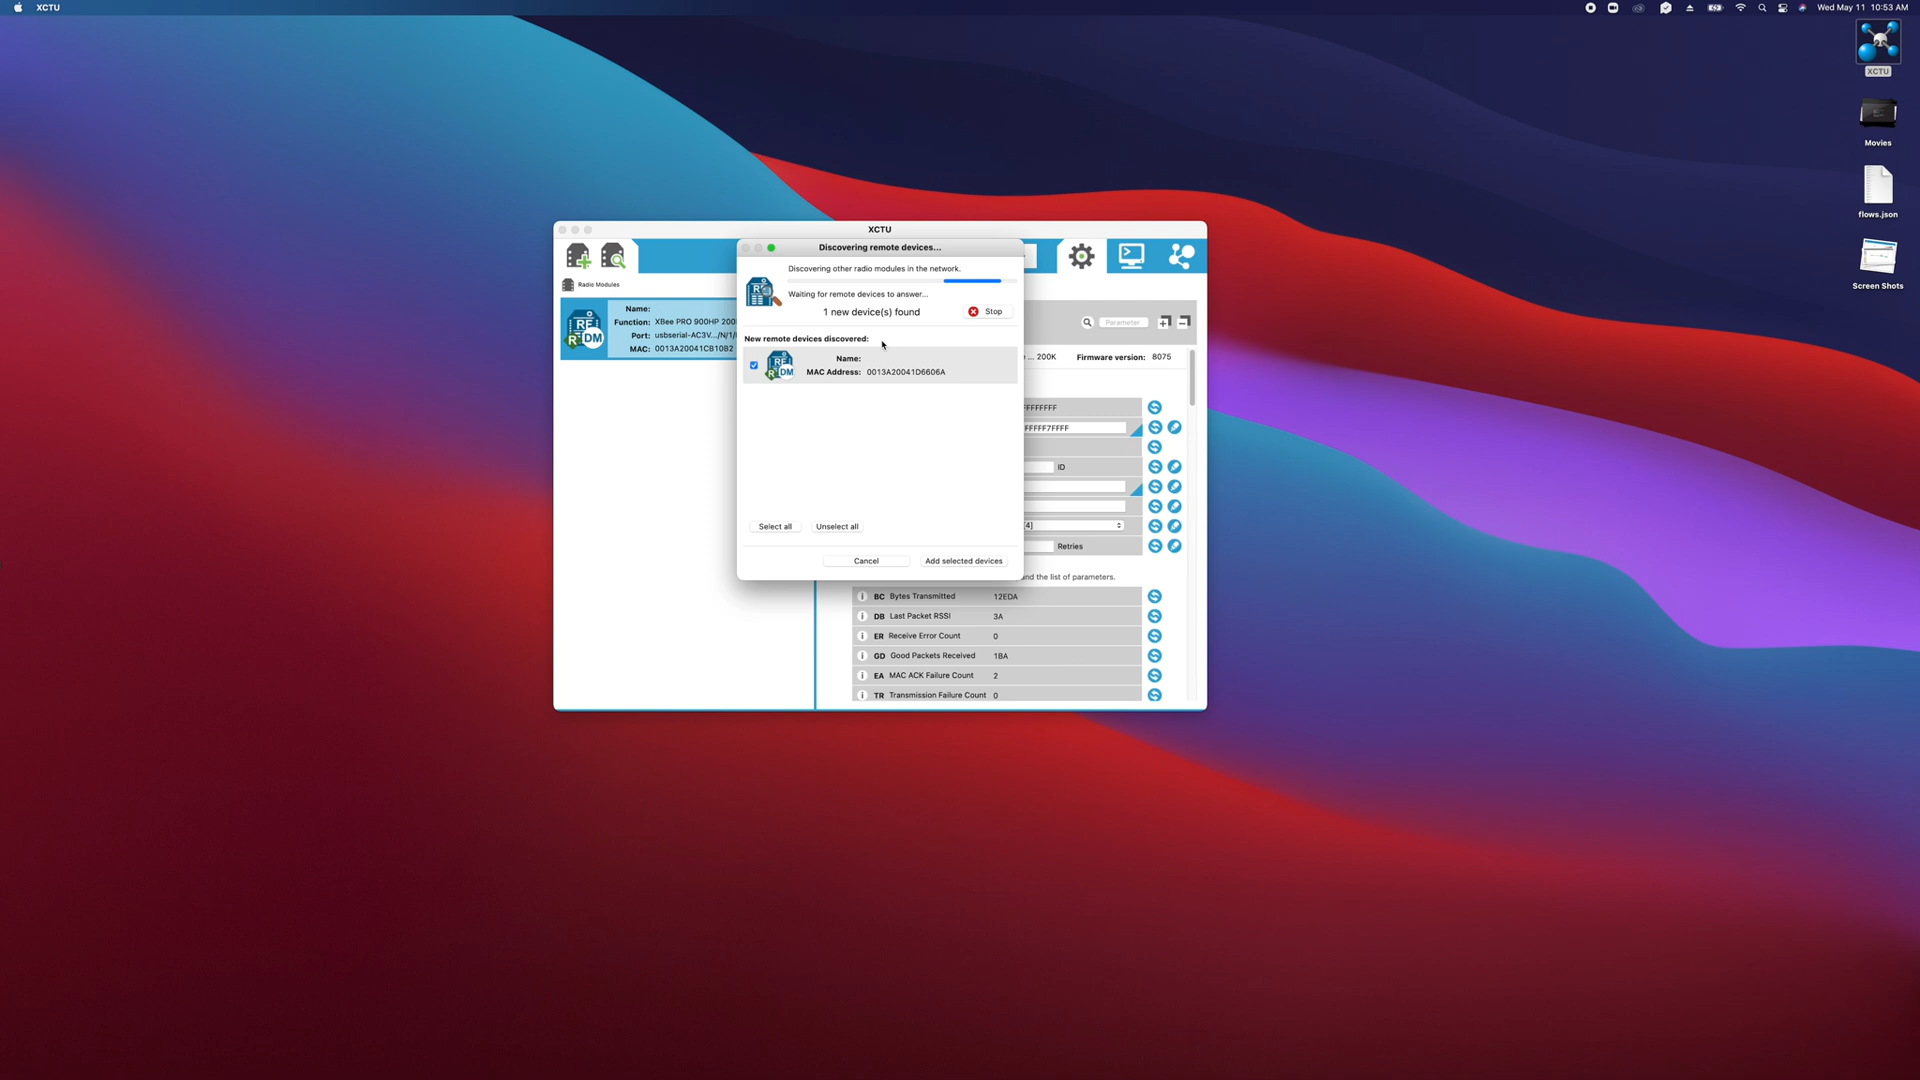 XCTU
Wed May 11 10:53 AM
XCTU
Movies
flows.json
Screen Shots
XCTU
Radio Modules
Name:
Function: XBee PRO 900HP 200
Port: usbserial-AC3V.../N/1/
MAC: 0013A20041CB10B2
Discovering remote devices...
Discovering other radio modules in the network.
Waiting for remote devices to answer...
1 new device(s) found
Stop
New remote devices discovered:
Name:
MAC Address: 0013A20041D6606A
Select all
Unselect all
Cancel
Add selected devices
Parameter
... 200K Firmware version: 8075
FFFFFFF
FFFFF7FFFF
ID
[4]
Retries
and the list of parameters.
i BC Bytes Transmitted 12EDA
i DB Last Packet RSSI 3A
i ER Receive Error Count 0
i GD Good Packets Received 1BA
i EA MAC ACK Failure Count 2
i TR Transmission Failure Count 0